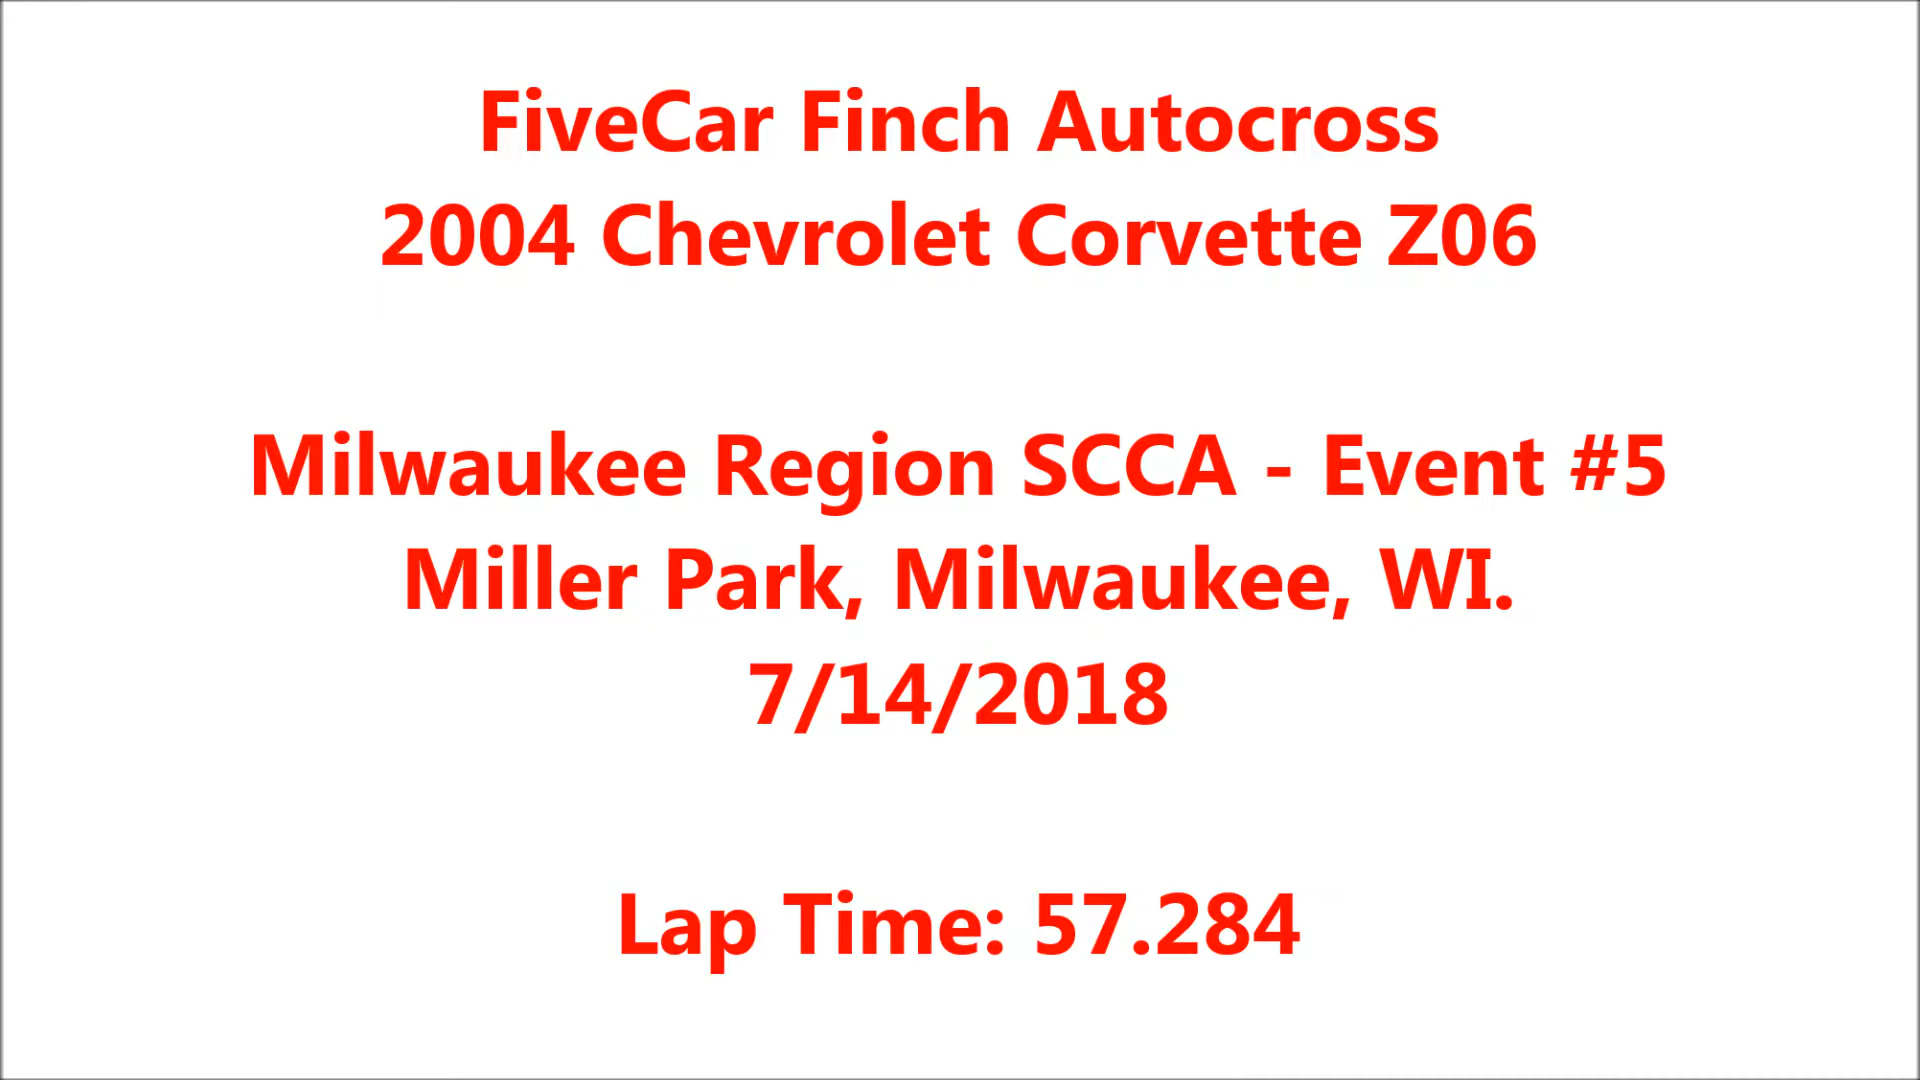 FiveCar Finch Autocross
2004 Chevrolet Corvette Z06
Milwaukee Region SCCA - Event #5
Miller Park, Milwaukee, WI.
7/14/2018
Lap Time: 57.284